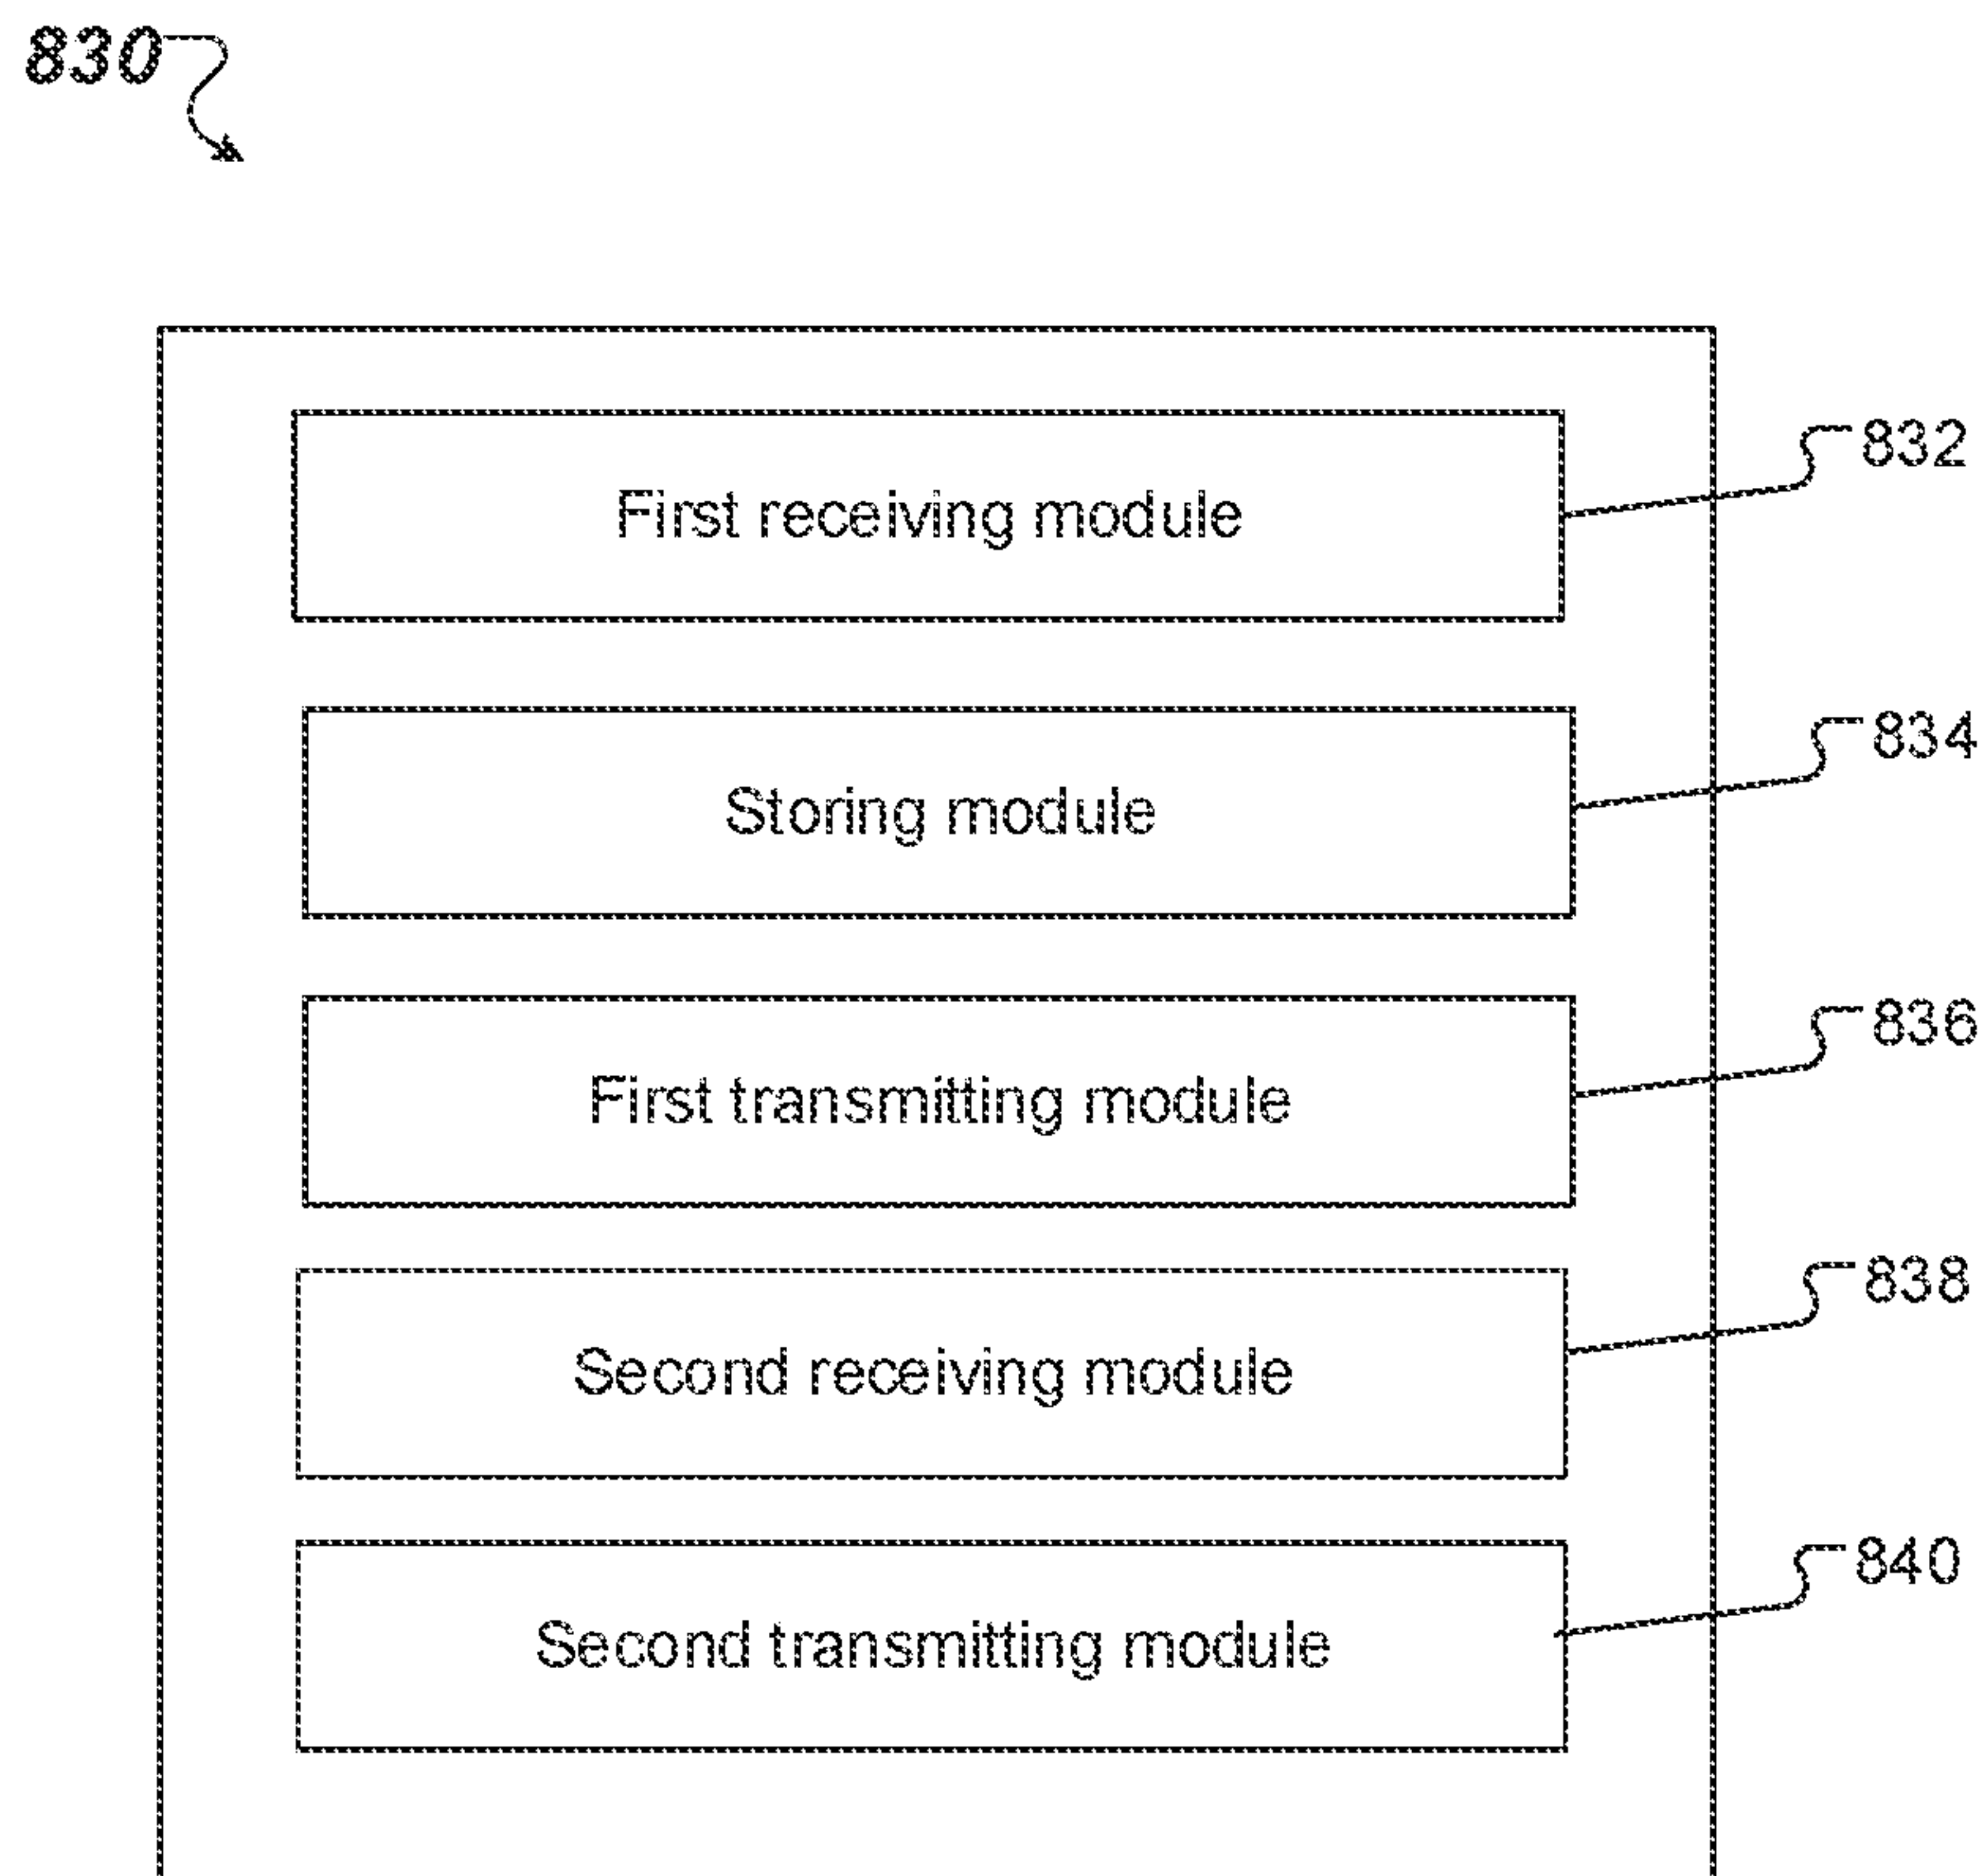 830
First receiving module
832
Storing module
834
First transmitting module
836
Second receiving module
838
Second transmitting module
840